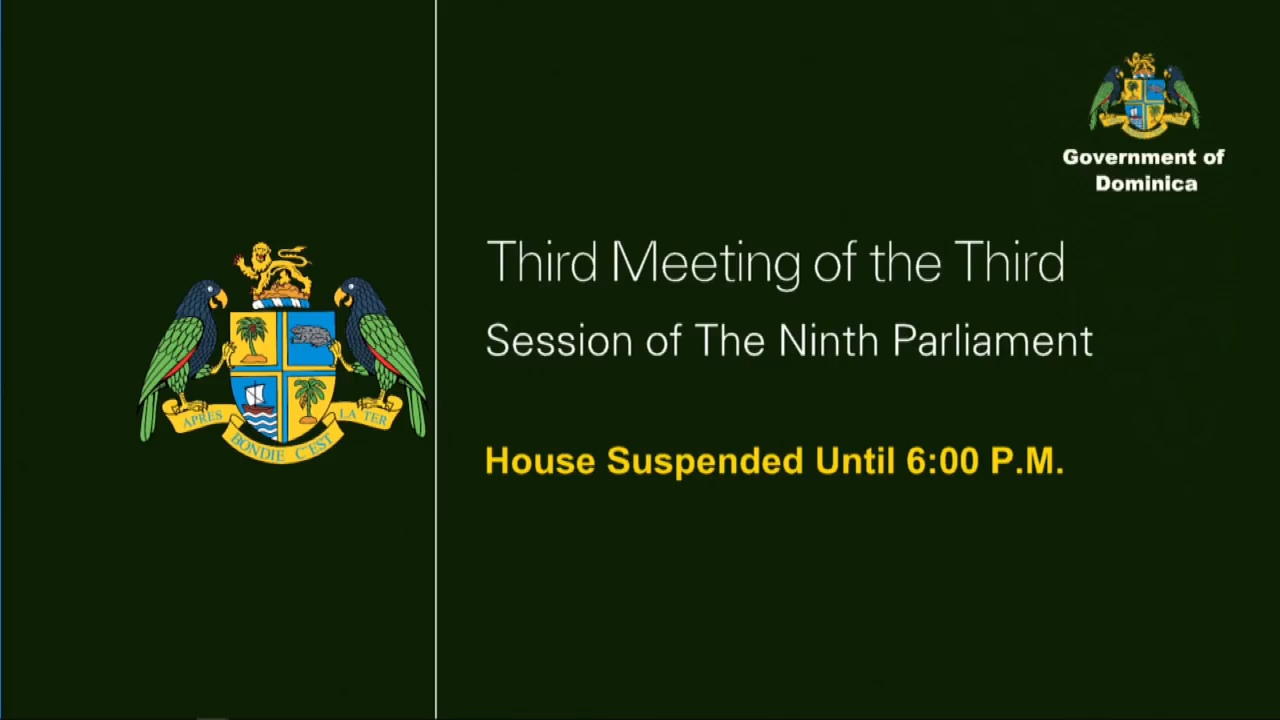 Government of
Dominica
Third Meeting of the Third
Session of The Ninth Parliament
House Suspended Until 6:00 P.M.
APRES
BONDIE C'EST
LA TER